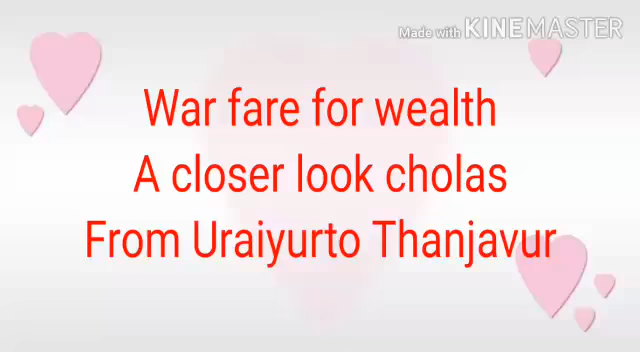 Made with KINEMASTER
War fare for wealth
A closer look cholas
From Uraiyurto Thanjavur